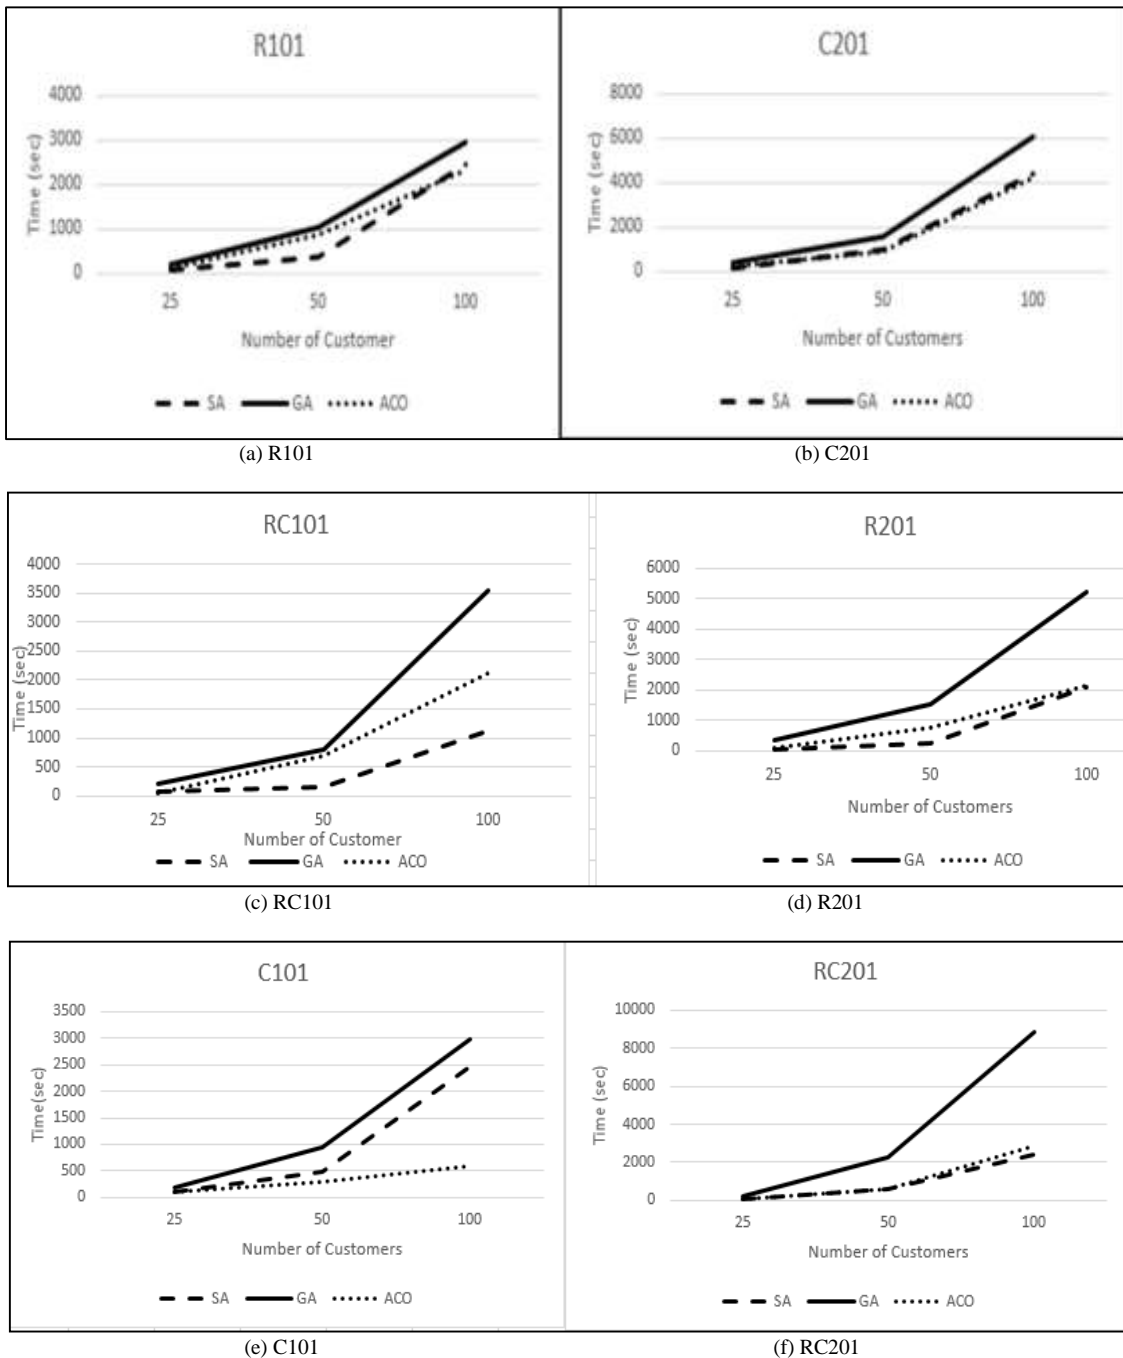 R101
4000
3000
2000
1000
0
Time (sec)
25 50 100
Number of Customer
SA GA ACO
(a) R101
C201
8000
6000
4000
2000
0
Time (sec)
25 50 100
Number of Customers
SA GA ACO
(b) C201
RC101
4000
3500
3000
2500
2000
1500
1000
500
0
Time (sec)
25 50 100
Number of Customer
SA GA ACO
(c) RC101
R201
6000
5000
4000
3000
2000
1000
0
Time (sec)
25 50 100
Number of Customers
SA GA ACO
(d) R201
C101
3500
3000
2500
2000
1500
1000
500
0
Time(sec)
25 50 100
Number of Customers
SA GA ACO
(e) C101
RC201
10000
8000
6000
4000
2000
0
Time (sec)
25 50 100
Number of Customers
SA GA ACO
(f) RC201